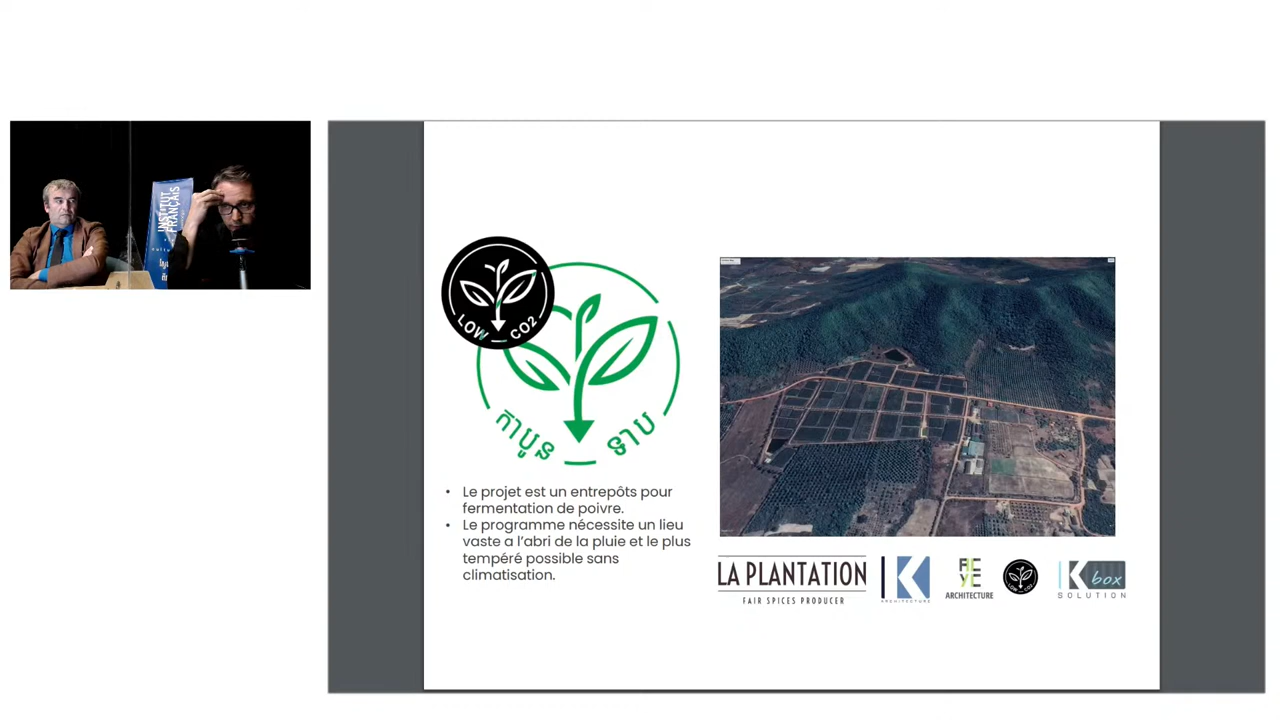 INSTITUT
FRANÇAIS
LOW CO2
កាបូន ទាប
• Le projet est un entrepôts pour
fermentation de poivre.
• Le programme nécessite un lieu
vaste a l’abri de la pluie et le plus
tempéré possible sans
climatisation.
LA PLANTATION
FAIR SPICES PRODUCER
K
ARCHITECTURE
ARCHITECTURE
LOW CO2
K box
SOLUTION